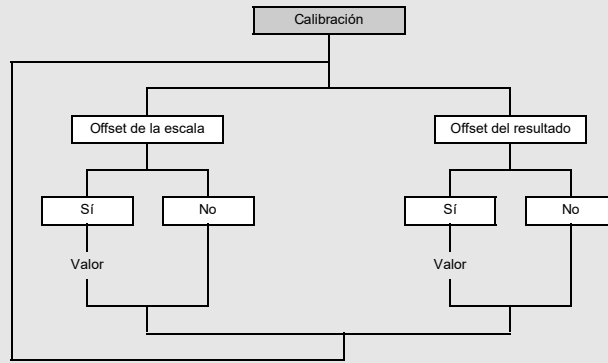 Calibración
Offset de la escala
Offset del resultado
Sí
No
Sí
No
Valor
Valor